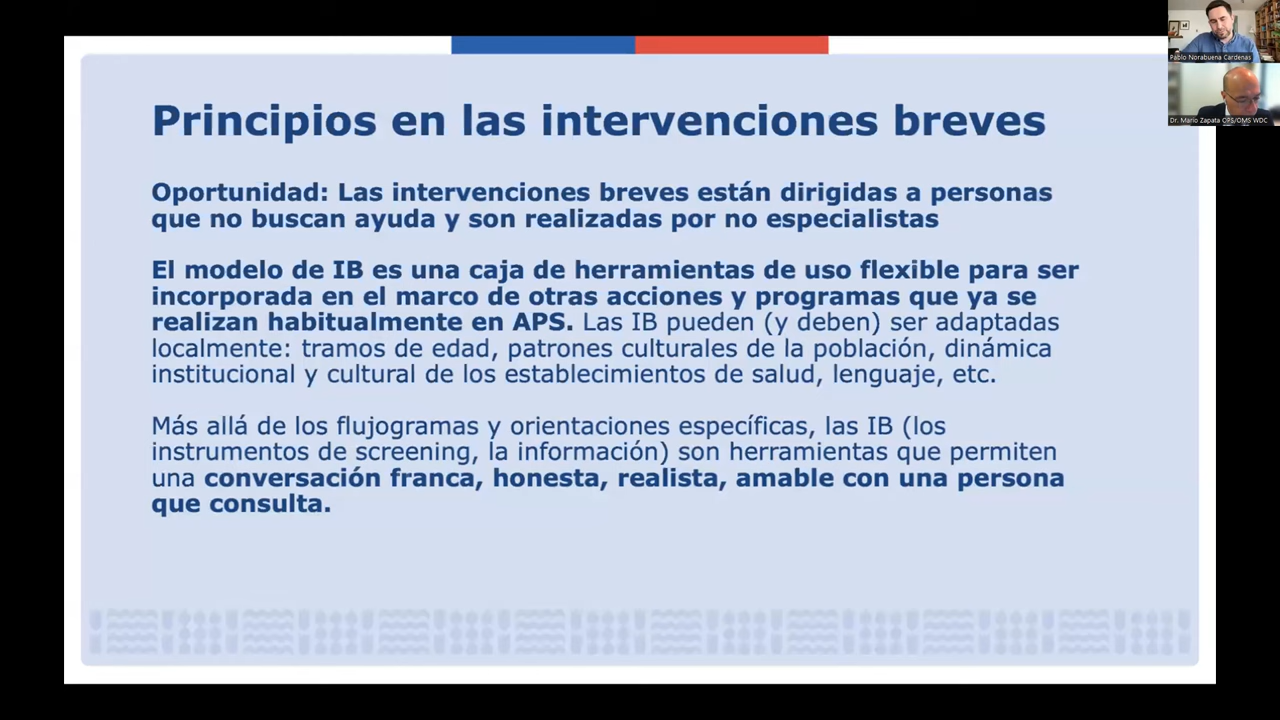 Principios en las intervenciones breves
Oportunidad: Las intervenciones breves están dirigidas a personas
que no buscan ayuda y son realizadas por no especialistas
El modelo de IB es una caja de herramientas de uso flexible para ser
incorporada en el marco de otras acciones y programas que ya se
realizan habitualmente en APS. Las IB pueden (y deben) ser adaptadas
localmente: tramos de edad, patrones culturales de la población, dinámica
institucional y cultural de los establecimientos de salud, lenguaje, etc.
Más allá de los flujogramas y orientaciones específicas, las IB (los
instrumentos de screening, la información) son herramientas que permiten
una conversación franca, honesta, realista, amable con una persona
que consulta.
Pablo Norabuena Cardenas
Dr. Mario Zapata OPS/OMS WDC